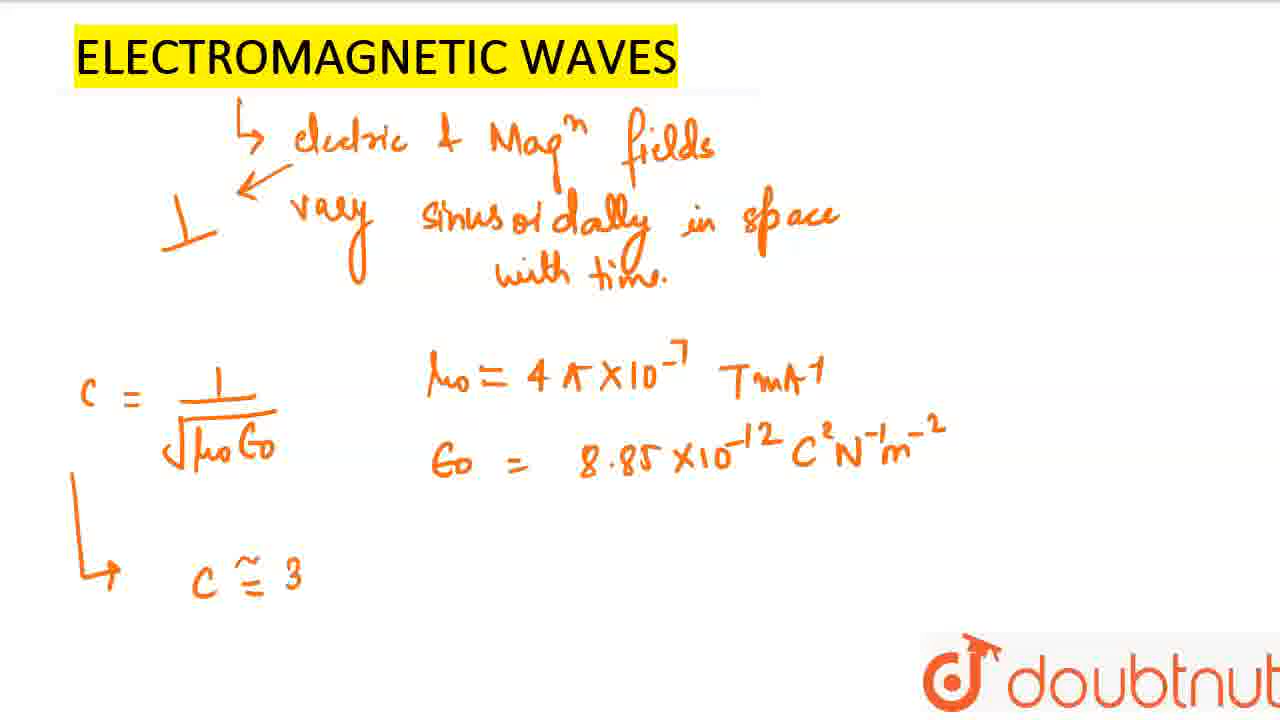 ELECTROMAGNETIC WAVES
↳ electric & Magⁿ fields
⊥ vary sinusoidally in space
with time.
C = 1/√μ₀ε₀
μ₀ = 4π×10⁻⁷ TmA⁻¹
ε₀ = 8.85×10⁻¹² C²N⁻¹m⁻²
↳ C ≅ 3
doubtnut